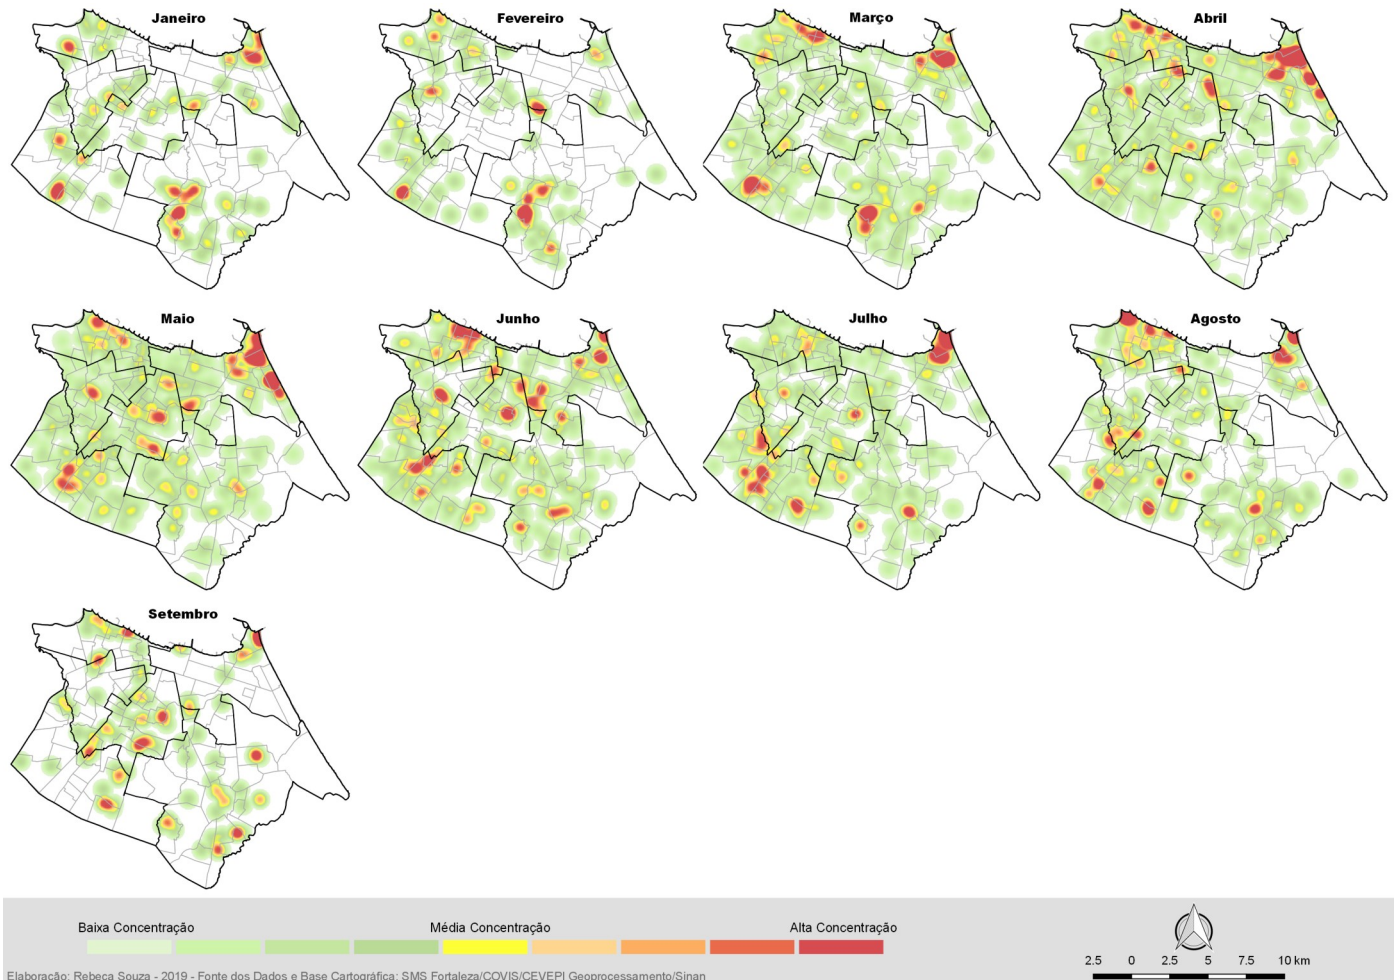 Janeiro
Fevereiro
Março
Abril
Maio
Junho
Julho
Agosto
Setembro
Baixa Concentração
Média Concentração
Alta Concentração
2.5 0 2.5 5 7.5 10 km
Elaboração: Rebeca Souza - 2019 - Fonte dos Dados e Base Cartográfica: SMS Fortaleza/COVIS/CEVEPI Geoprocessamento/Sinan